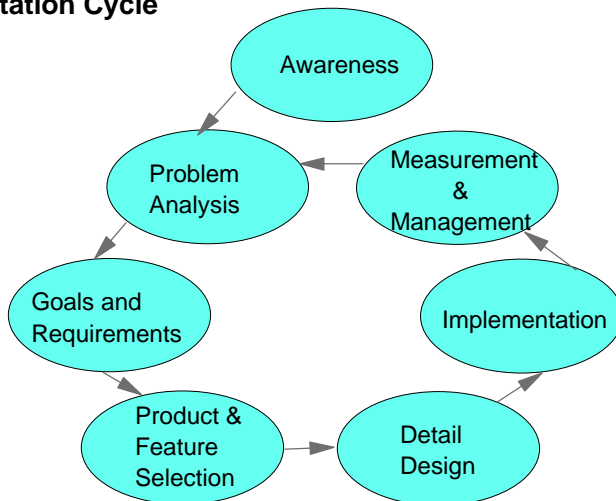 tation Cycle
Awareness
Problem
Analysis
Measurement
&
Management
Goals and
Requirements
Implementation
Product &
Feature
Selection
Detail
Design